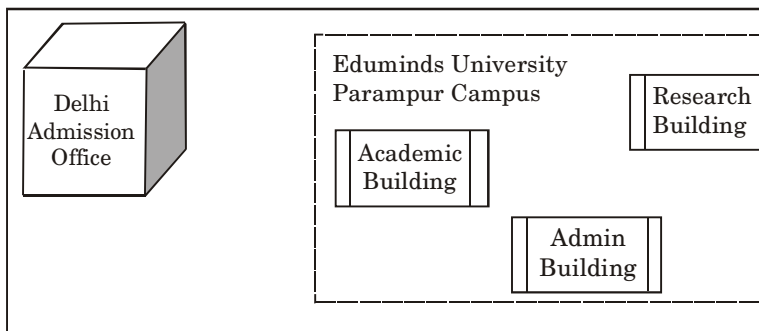 Delhi
Admission
Office
Eduminds University
Parampur Campus
Academic
Building
Research
Building
Admin
Building